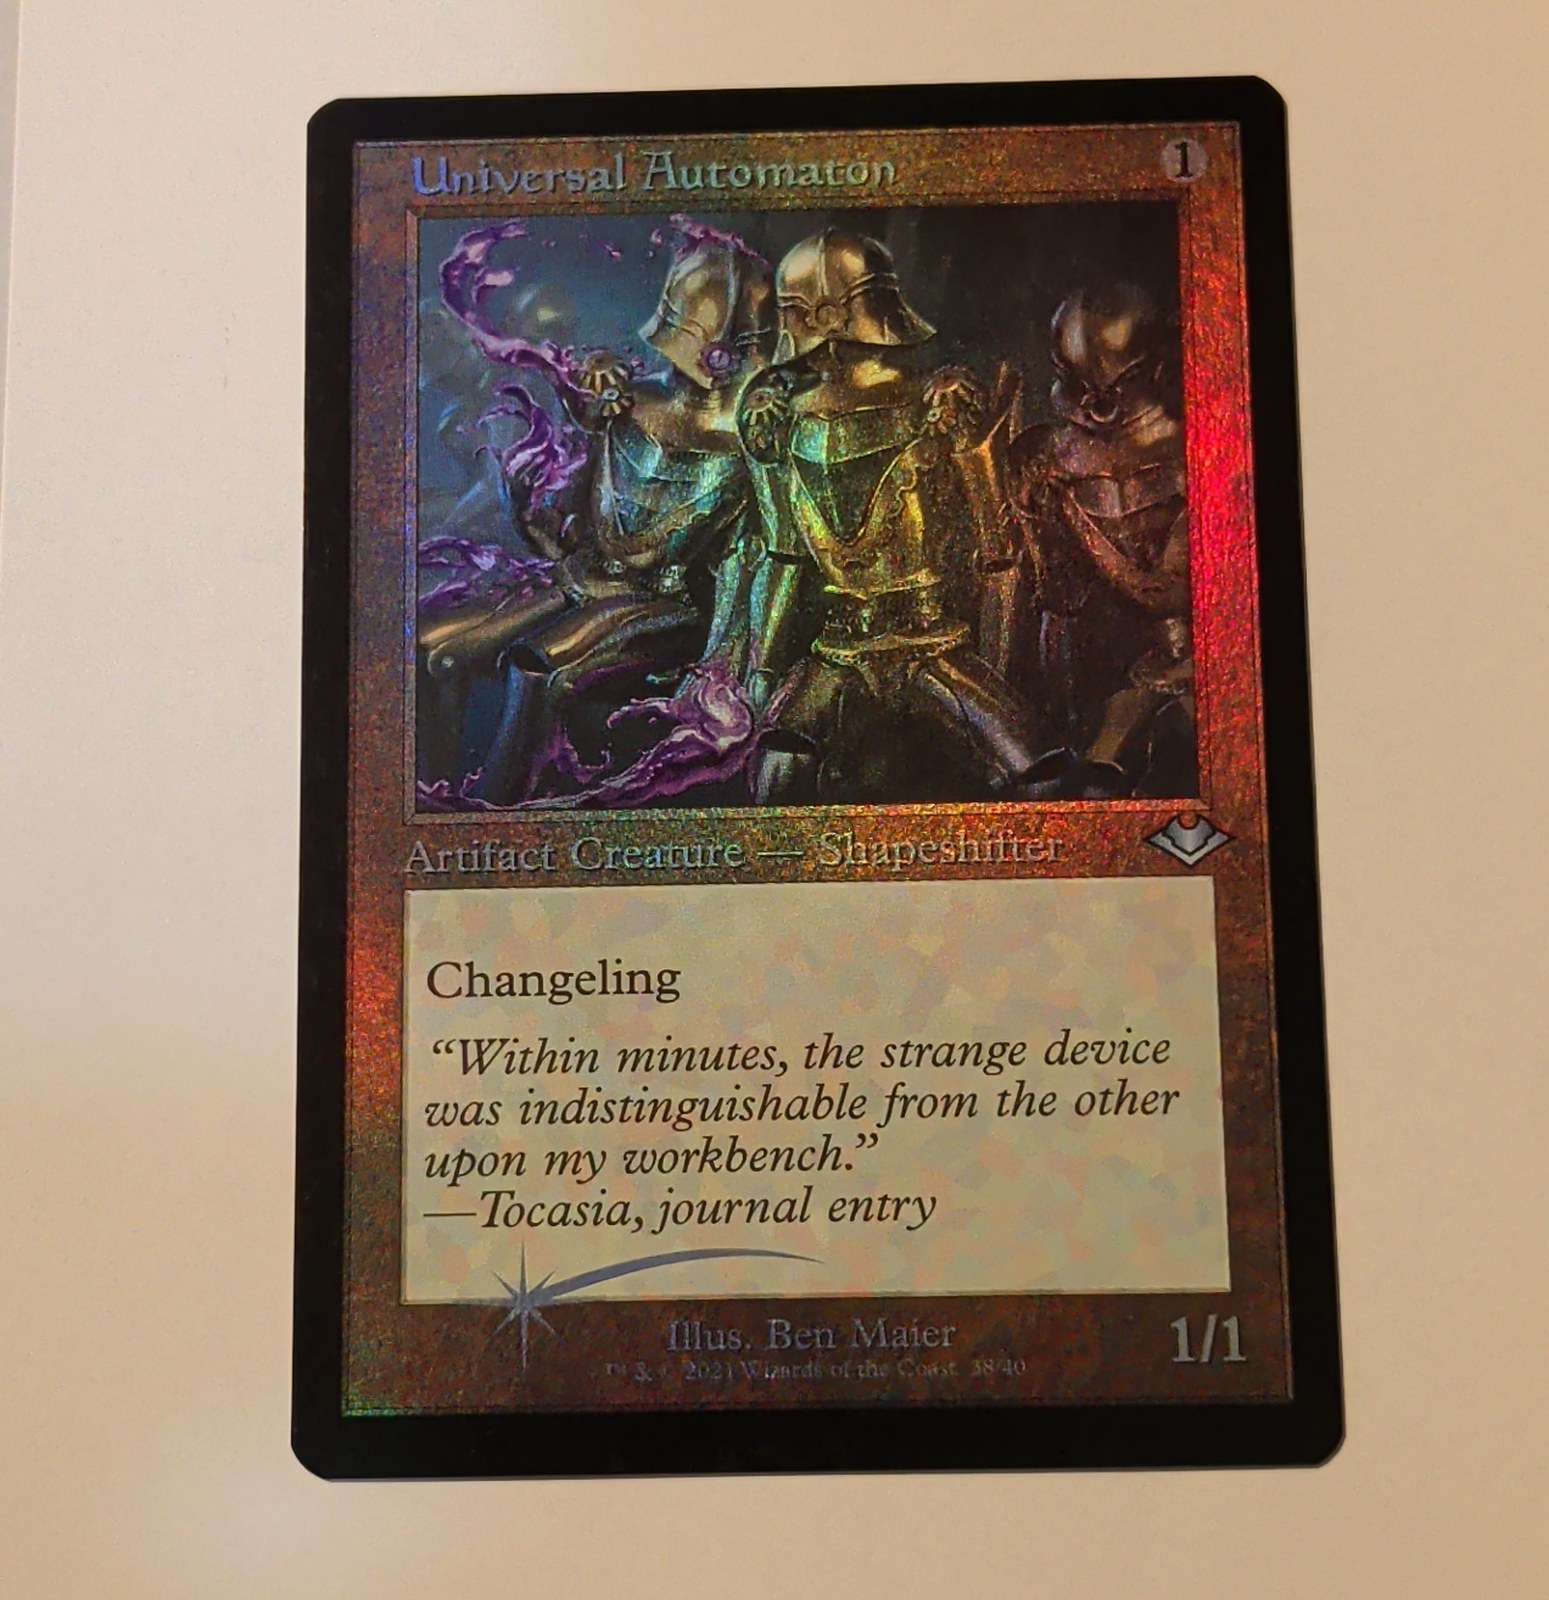 Universal Automaton 1
Artifact Creature — Shapeshifter
Changeling
“Within minutes, the strange device
was indistinguishable from the other
upon my workbench.”
—Tocasia, journal entry
Illus. Ben Maier
1/1
™ & © 2021 Wizards of the Coast 38/40